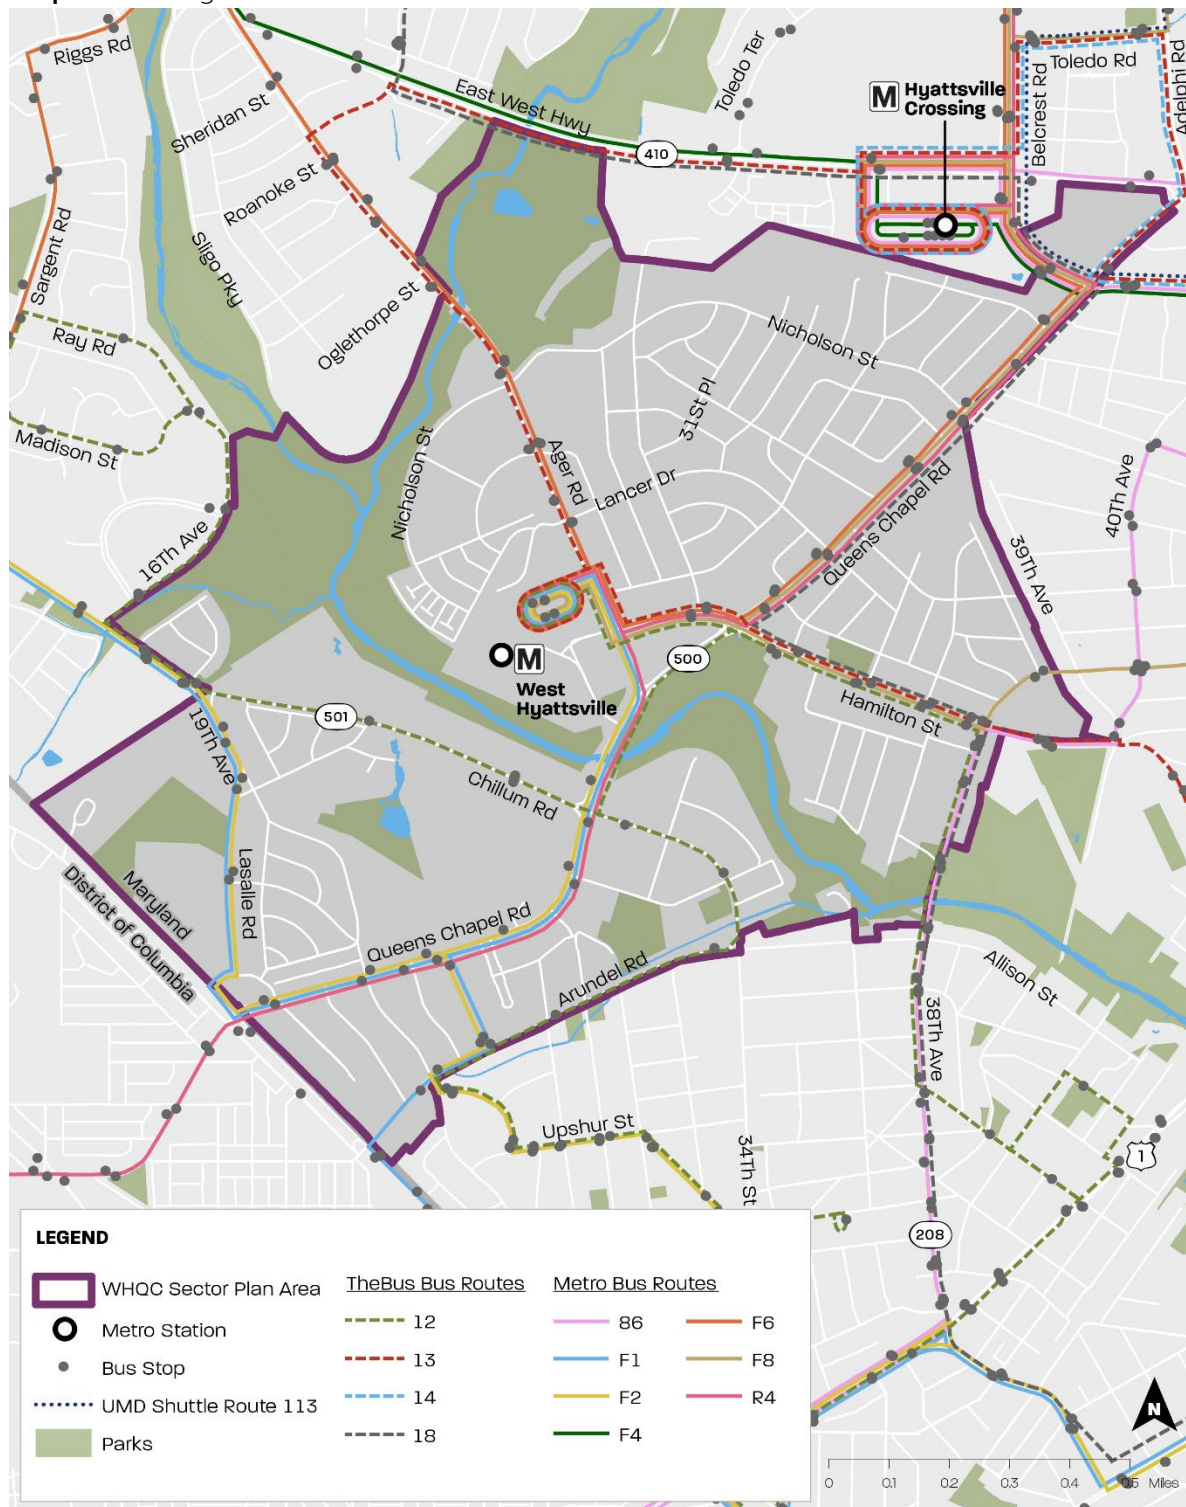 Riggs Rd
Toledo Ter
Toledo Rd
Adelphi Rd
Sheridan St
East West Hwy
M Hyattsville
Crossing
Belcrest Rd
410
Roanoke St
Sargent Rd
Sligo Pky
Oglethorpe St
Ray Rd
Nicholson St
31St Pl
Madison St
Nicholson St
Ager Rd
Lancer Dr
Queens Chapel Rd
40Th Ave
16Th Ave
39Th Ave
M
West
Hyattsville
500
501
19Th Ave
Hamilton St
Chillum Rd
Lasalle Rd
Maryland
District of Columbia
Queens Chapel Rd
Arundel Rd
Allison St
38Th Ave
Upshur St
34Th St
1
208
LEGEND
WHQC Sector Plan Area
Metro Station
Bus Stop
UMD Shuttle Route 113
Parks
TheBus Bus Routes
12
13
14
18
Metro Bus Routes
86
F1
F2
F4
F6
F8
R4
N
0 0.1 0.2 0.3 0.4 0.5 Miles